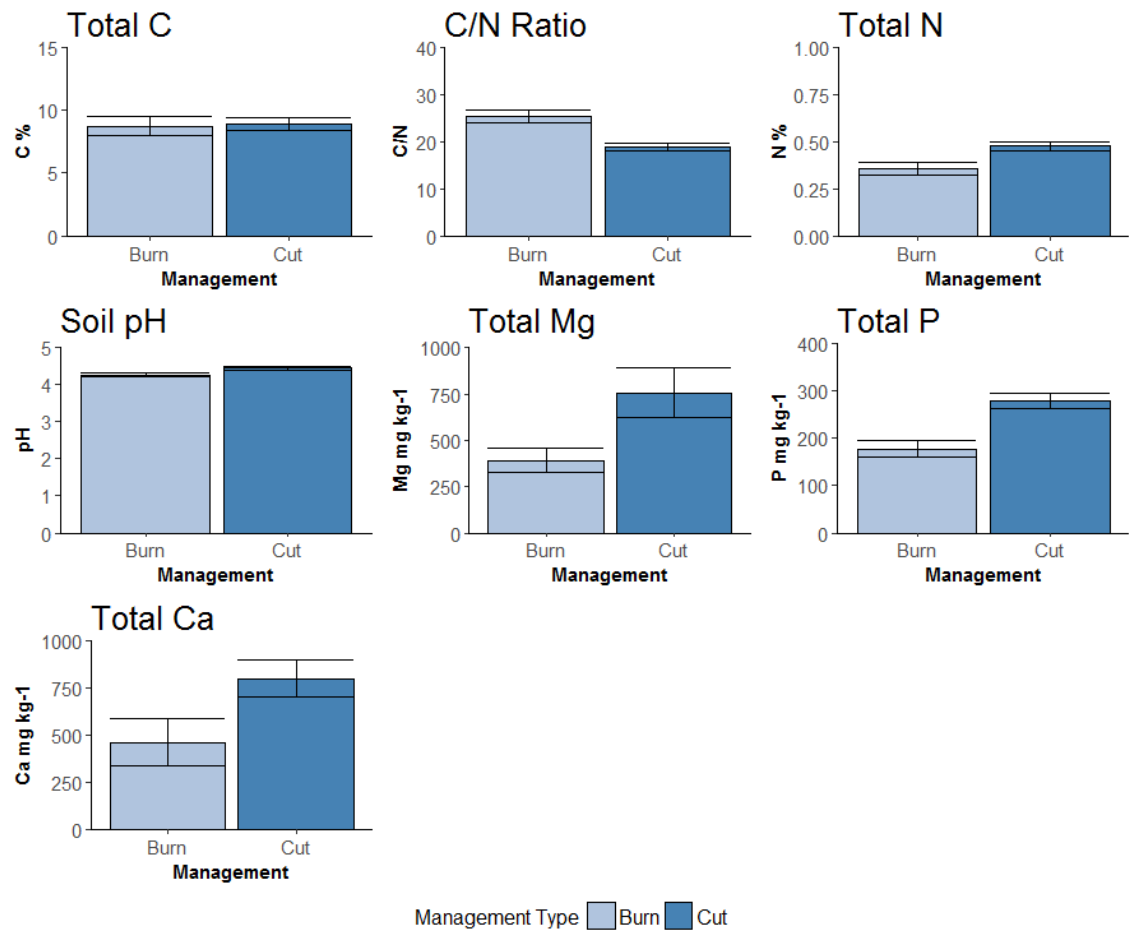 Total C
15
10
5
0
C %
Burn
Cut
Management
C/N Ratio
40
30
20
10
0
C/N
Burn
Cut
Management
Total N
1.00
0.75
0.50
0.25
0.00
N %
Burn
Cut
Management
Soil pH
5
4
3
2
1
0
pH
Burn
Cut
Management
Total Mg
1000
750
500
250
0
Mg mg kg-1
Burn
Cut
Management
Total P
400
300
200
100
0
P mg kg-1
Burn
Cut
Management
Total Ca
1000
750
500
250
0
Ca mg kg-1
Burn
Cut
Management
Management Type Burn Cut